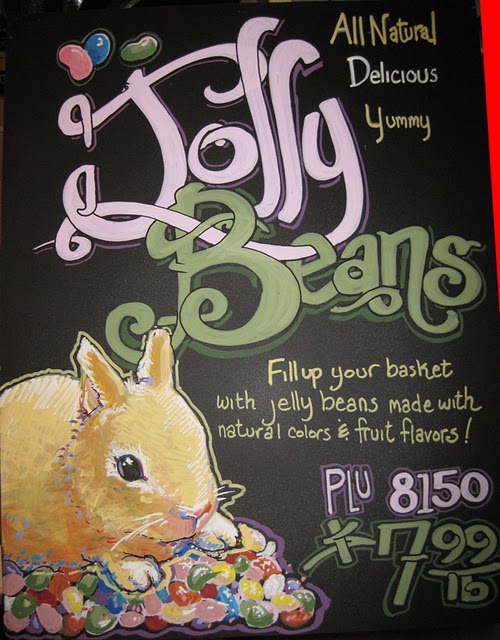 All Natural
Delicious
Yummy
Jolly
Beans
Fill up your basket
with jelly beans made with
natural colors & fruit flavors!
PLU 8150
$7.99
lb